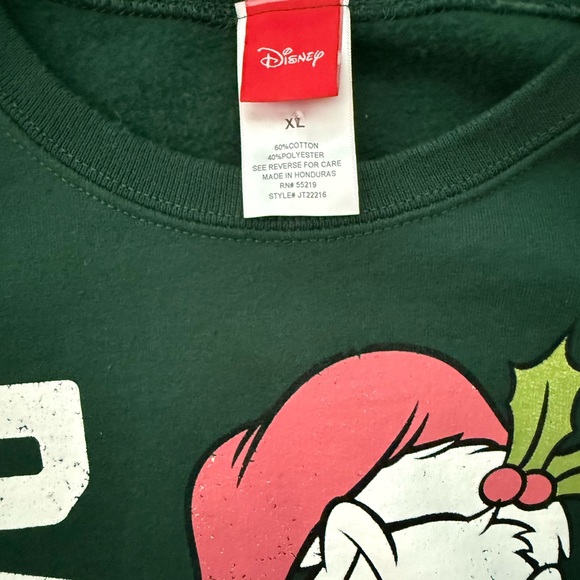 Disney
XL
60%COTTON
40%POLYESTER
SEE REVERSE FOR CARE
MADE IN HONDURAS
RN# 55219
STYLE# JT22216